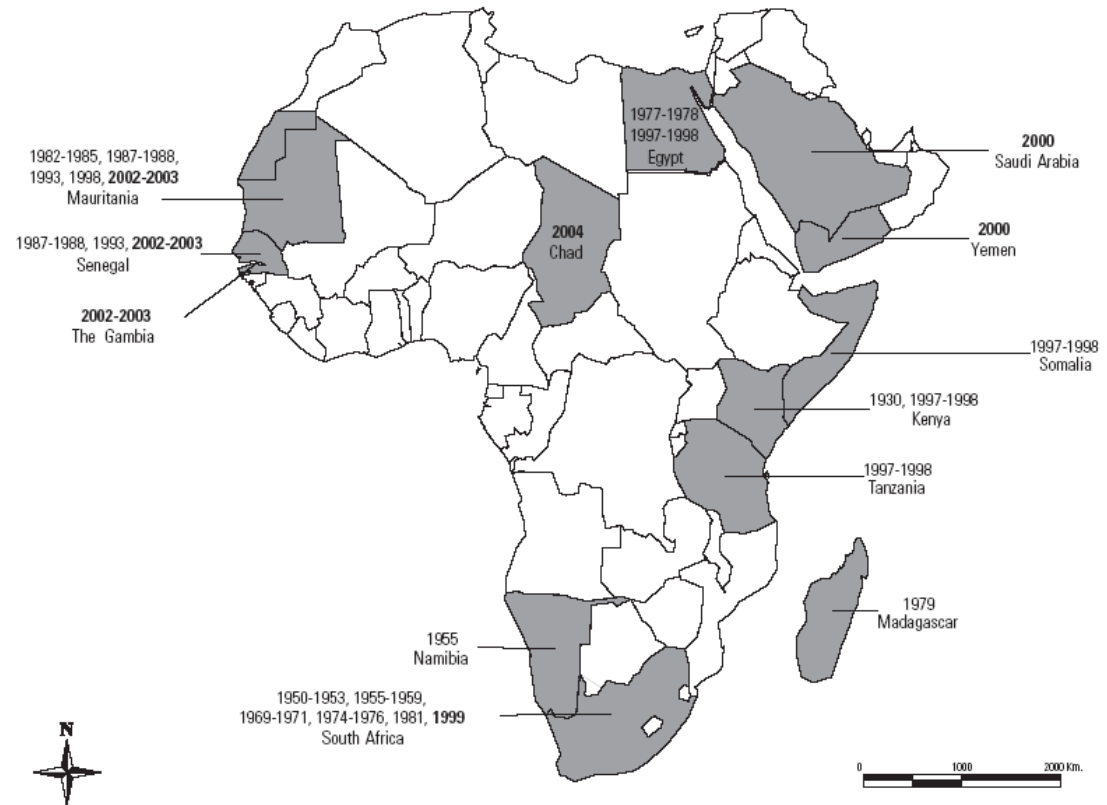 1977-1978
1997-1998
Egypt
2000
Saudi Arabia
1982-1985, 1987-1988,
1993, 1998, 2002-2003
Mauritania
2004
Chad
2000
Yemen
1987-1988, 1993, 2002-2003
Senegal
2002-2003
The Gambia
1997-1998
Somalia
1930, 1997-1998
Kenya
1997-1998
Tanzania
1979
Madagascar
1955
Namibia
1950-1953, 1955-1959,
1969-1971, 1974-1976, 1981, 1999
South Africa
N
0 1000 2000 Km.